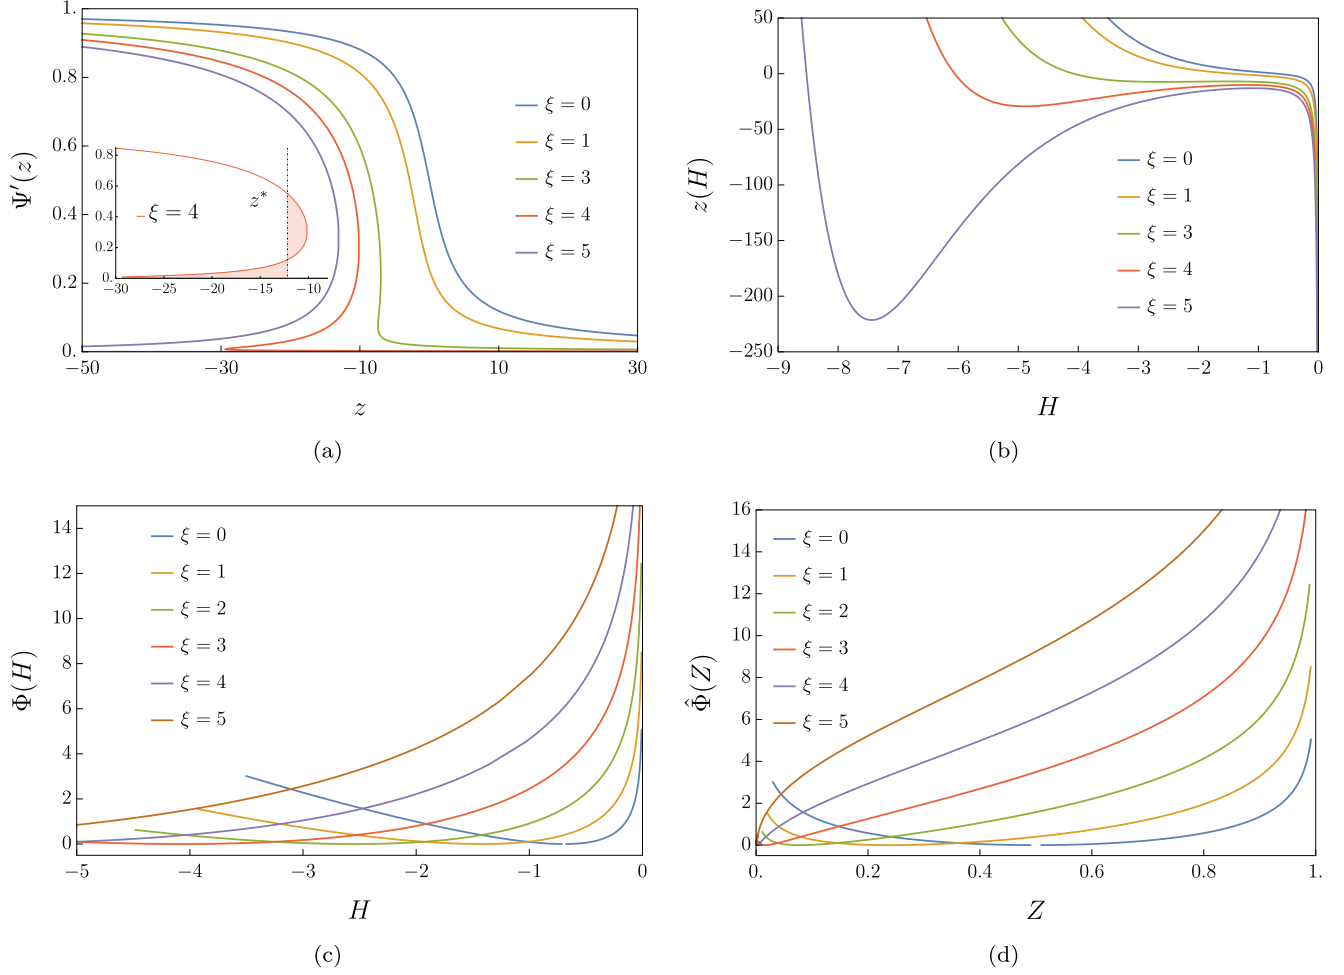 1.
0.8
0.6
0.4
0.2
0.
Ψ′(z)
−50
−30
−10
10
30
z
ξ = 0
ξ = 1
ξ = 3
ξ = 4
ξ = 5
0.8
0.6
0.4
0.2
0.
ξ = 4
z*
−30
−25
−20
−15
−10
(a)
50
0
−50
−100
−150
−200
−250
z(H)
−9
−8
−7
−6
−5
−4
−3
−2
−1
0
H
ξ = 0
ξ = 1
ξ = 3
ξ = 4
ξ = 5
(b)
14
12
10
8
6
4
2
0
Φ(H)
−5
−4
−3
−2
−1
0
H
ξ = 0
ξ = 1
ξ = 2
ξ = 3
ξ = 4
ξ = 5
(c)
16
14
12
10
8
6
4
2
0
Φ̂(Z)
0.
0.2
0.4
0.6
0.8
1.
Z
ξ = 0
ξ = 1
ξ = 2
ξ = 3
ξ = 4
ξ = 5
(d)